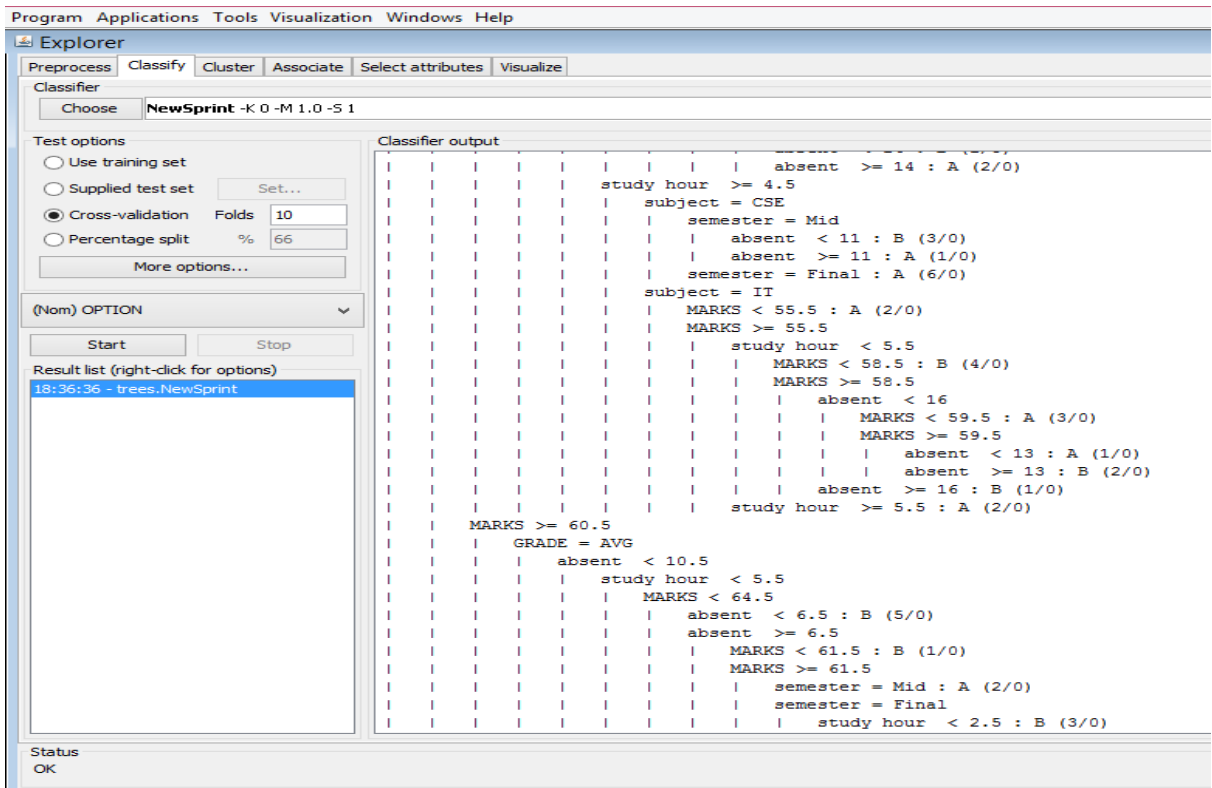 Program Applications Tools Visualization Windows Help
Explorer
Preprocess Classify Cluster Associate Select attributes Visualize
Classifier
Choose NewSprint -K 0 -M 1.0 -S 1
Test options
Use training set
Supplied test set Set...
Cross-validation Folds 10
Percentage split % 66
More options...
(Nom) OPTION
Start Stop
Result list (right-click for options)
18:36:36 - trees.NewSprint
Classifier output
| | | | | | | | | absent >= 14 : A (2/0)
| | | | | study hour >= 4.5
| | | | | | subject = CSE
| | | | | | | semester = Mid
| | | | | | | | absent < 11 : B (3/0)
| | | | | | | | absent >= 11 : A (1/0)
| | | | | | | semester = Final : A (6/0)
| | | | | | subject = IT
| | | | | | | MARKS < 55.5 : A (2/0)
| | | | | | | MARKS >= 55.5
| | | | | | | | study hour < 5.5
| | | | | | | | | MARKS < 58.5 : B (4/0)
| | | | | | | | | MARKS >= 58.5
| | | | | | | | | | absent < 16
| | | | | | | | | | | MARKS < 59.5 : A (3/0)
| | | | | | | | | | | MARKS >= 59.5
| | | | | | | | | | | | absent < 13 : A (1/0)
| | | | | | | | | | | | absent >= 13 : B (2/0)
| | | | | | | | | | absent >= 16 : B (1/0)
| | | | | | | | study hour >= 5.5 : A (2/0)
| | MARKS >= 60.5
| | | GRADE = AVG
| | | | absent < 10.5
| | | | | study hour < 5.5
| | | | | | MARKS < 64.5
| | | | | | | absent < 6.5 : B (5/0)
| | | | | | | absent >= 6.5
| | | | | | | | MARKS < 61.5 : B (1/0)
| | | | | | | | MARKS >= 61.5
| | | | | | | | | semester = Mid : A (2/0)
| | | | | | | | | semester = Final
| | | | | | | | | | study hour < 2.5 : B (3/0)
Status
OK